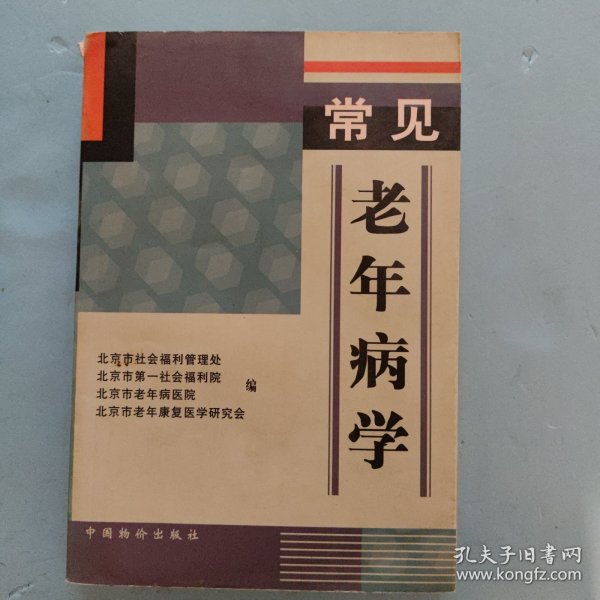 常见
老年病学
北京市社会福利管理处
北京市第一社会福利院
北京市老年病医院
北京市老年康复医学研究会
编
中国物价出版社
孔夫子旧书网
www.kongfz.com